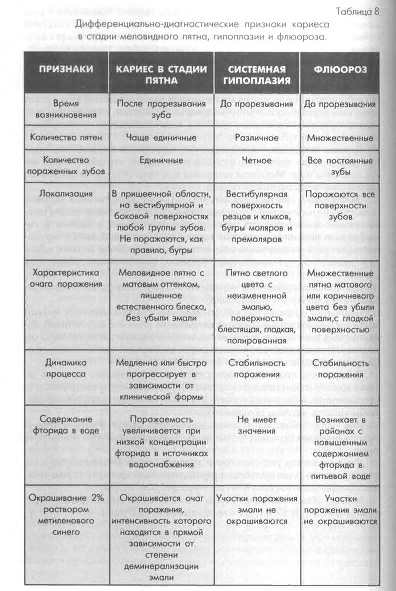 Таблица 8
Дифференциально-диагностические признаки кариеса
в стадии меловидного пятна, гипоплазии и флюороза.
ПРИЗНАКИ
КАРИЕС В СТАДИИ
ПЯТНА
СИСТЕМНАЯ
ГИПОПЛАЗИЯ
ФЛЮОРОЗ
Время
возникновения
После прорезывания
зуба
До прорезывания
До прорезывания
Количество пятен
Чаще единичные
Различное
Множественные
Количество
пораженных зубов
Единичные
Четное
Все постоянные
зубы
Локализация
В пришеечной области,
на вестибулярной и
боковой поверхностях
любой группы зубов.
Не поражаются, как
правило, бугры
Вестибулярная
поверхность
резцов и клыков,
бугры моляров и
премоляров
Поражаются все
поверхности
зубов
Характеристика
очага поражения
Меловидное пятно с
матовым оттенком,
лишенное
естественного блеска,
без убыли эмали
Пятно светлого
цвета с
неизмененной
эмалью,
поверхность
блестящая, гладкая,
полированная
Множественные
пятна матового
или коричневого
цвета без убыли
эмали,с гладкой
поверхностью
Динамика
процесса
Медленно или быстро
прогрессирует в
зависимости от
клинической формы
Стабильность
поражения
Стабильность
поражения
Содержание
фторида в воде
Поражаемость
увеличивается при
низкой концентрации
фторида в источниках
водоснабжения
Не имеет
значения
Возникает в
районах с
повышенным
содержанием
фторида в
питьевой воде
Окрашивание 2%
раствором
метиленового
синего
Окрашивается очаг
поражения,
интенсивность которого
находится в прямой
зависимости от
степени
деминерализации
эмали
Участки поражения
эмали не
окрашиваются
Участки
поражения эмали
не окрашиваются